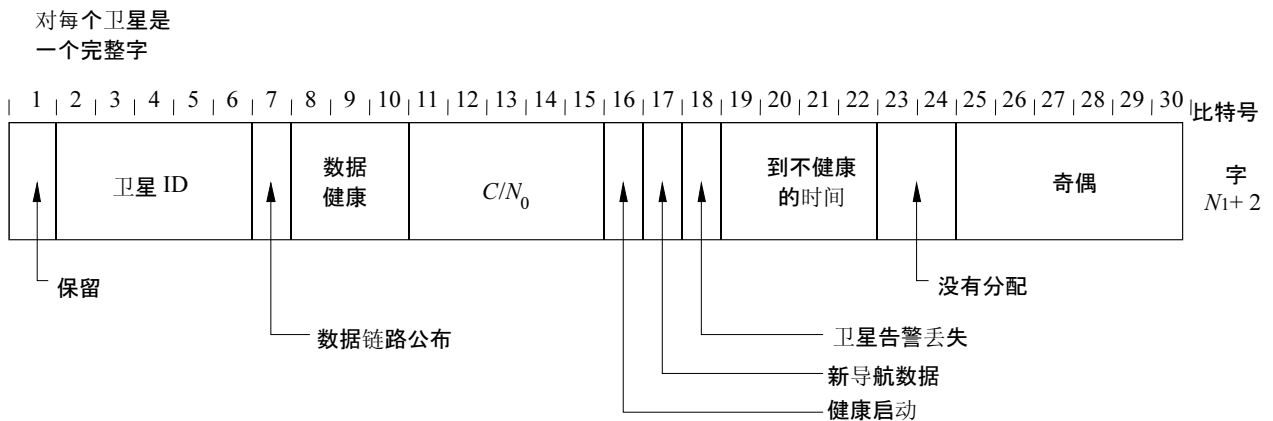 对每个卫星是
一个完整字
1 2 3 4 5 6 7 8 9 10 11 12 13 14 15 16 17 18 19 20 21 22 23 24 25 26 27 28 29 30 比特号
卫星 ID
数据
健康
C/N0
到不健康
的时间
奇偶
字
N1+ 2
保留
没有分配
数据链路公布
卫星告警丢失
新导航数据
健康启动